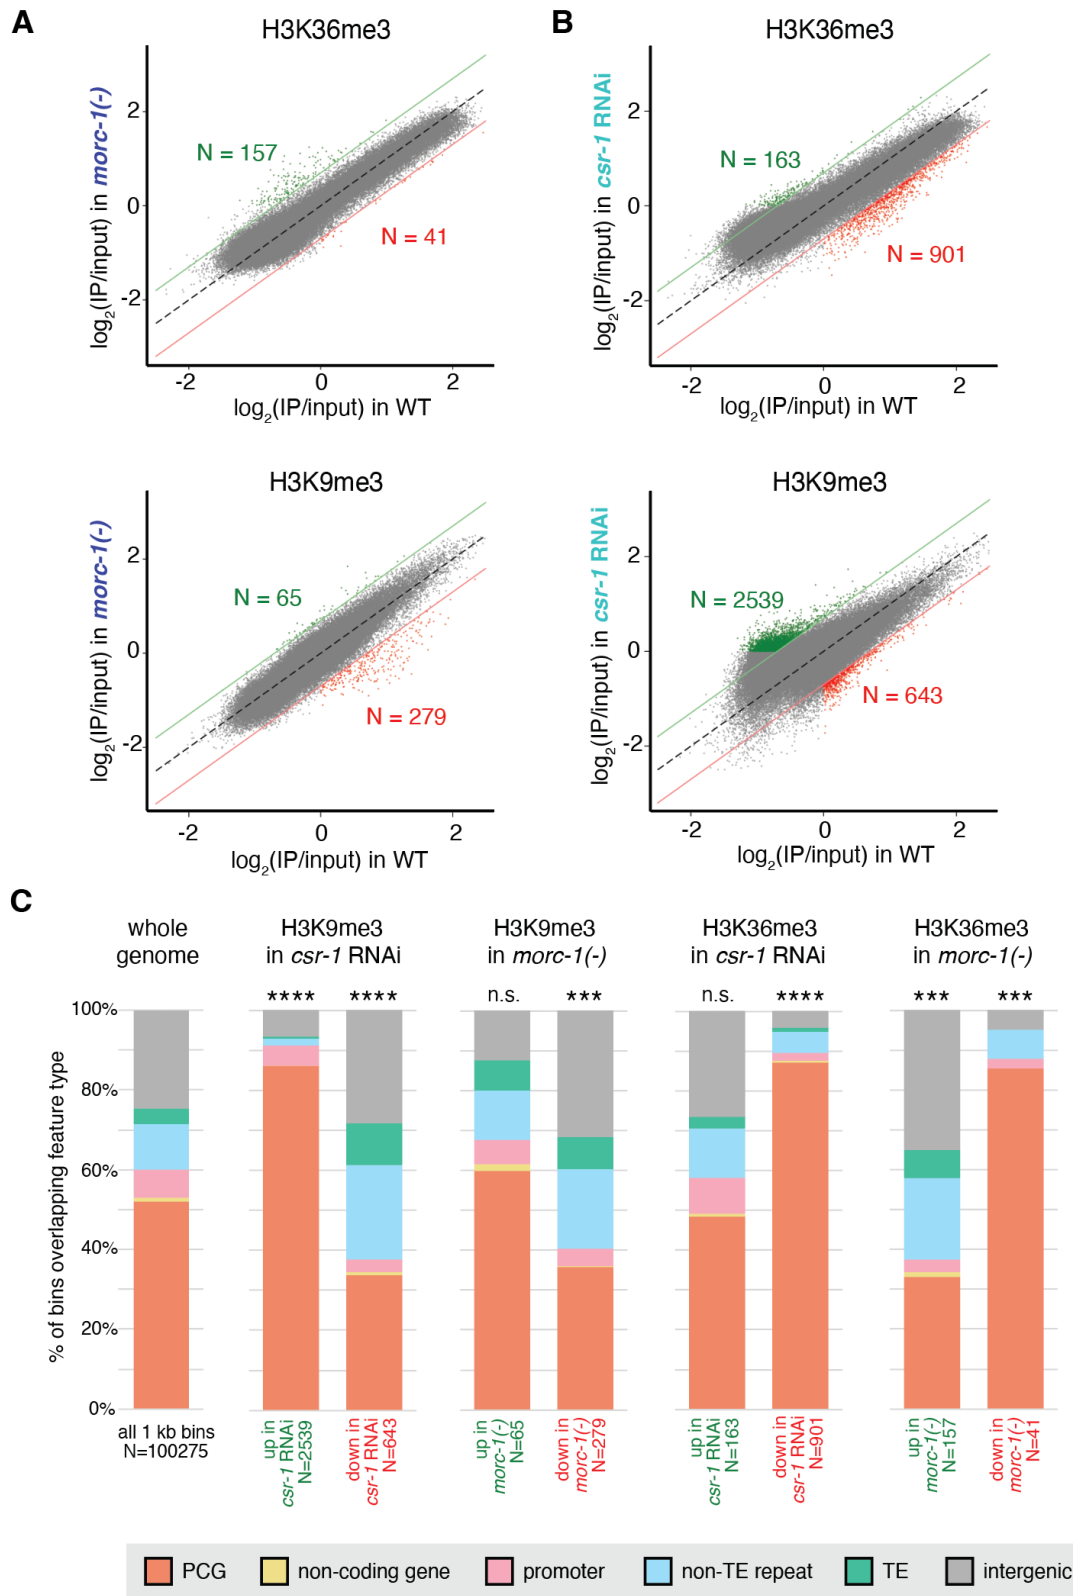 A
H3K36me3
log2(IP/input) in morc-1(-)
2
0
-2
N = 157
N = 41
-2 0 2
log2(IP/input) in WT
B
H3K36me3
log2(IP/input) in csr-1 RNAi
2
0
-2
N = 163
N = 901
-2 0 2
log2(IP/input) in WT
H3K9me3
log2(IP/input) in morc-1(-)
2
0
-2
N = 65
N = 279
-2 0 2
log2(IP/input) in WT
H3K9me3
log2(IP/input) in csr-1 RNAi
2
0
-2
N = 2539
N = 643
-2 0 2
log2(IP/input) in WT
C
whole
genome
H3K9me3
in csr-1 RNAi
H3K9me3
in morc-1(-)
H3K36me3
in csr-1 RNAi
H3K36me3
in morc-1(-)
**** **** n.s. *** n.s. **** *** ***
% of bins overlapping feature type
100%
80%
60%
40%
20%
0%
all 1 kb bins
N=100275
up in
csr-1 RNAi
N=2539
down in
csr-1 RNAi
N=643
up in
morc-1(-)
N=65
down in
morc-1(-)
N=279
up in
csr-1 RNAi
N=163
down in
csr-1 RNAi
N=901
up in
morc-1(-)
N=157
down in
morc-1(-)
N=41
PCG non-coding gene promoter non-TE repeat TE intergenic